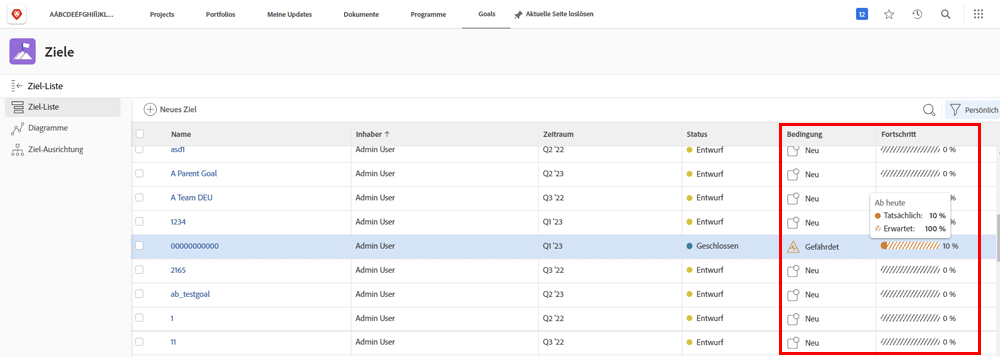 AÁBCDEÉFGHIÍÏJKL... Projects Portfolios Meine Updates Dokumente Programme Goals Aktuelle Seite loslösen 12
Ziele
Ziel-Liste
Ziel-Liste
Diagramme
Ziel-Ausrichtung
Neues Ziel Persönlich
Name Inhaber Zeitraum Status Bedingung Fortschritt
asd1 Admin User Q2 '22 Entwurf Neu 0 %
A Parent Goal Admin User Q2 '23 Entwurf Neu 0 %
A Team DEU Admin User Q3 '22 Entwurf Neu
Ab heute
Tatsächlich: 10 %
Erwartet: 100 %
1234 Admin User Q1 '23 Entwurf Neu
00000000000 Admin User Q1 '23 Geschlossen Gefährdet 10 %
2165 Admin User Q3 '22 Entwurf Neu 0 %
ab_testgoal Admin User Q2 '23 Entwurf Neu 0 %
1 Admin User Q2 '22 Entwurf Neu 0 %
11 Admin User Q3 '22 Entwurf Neu 0 %